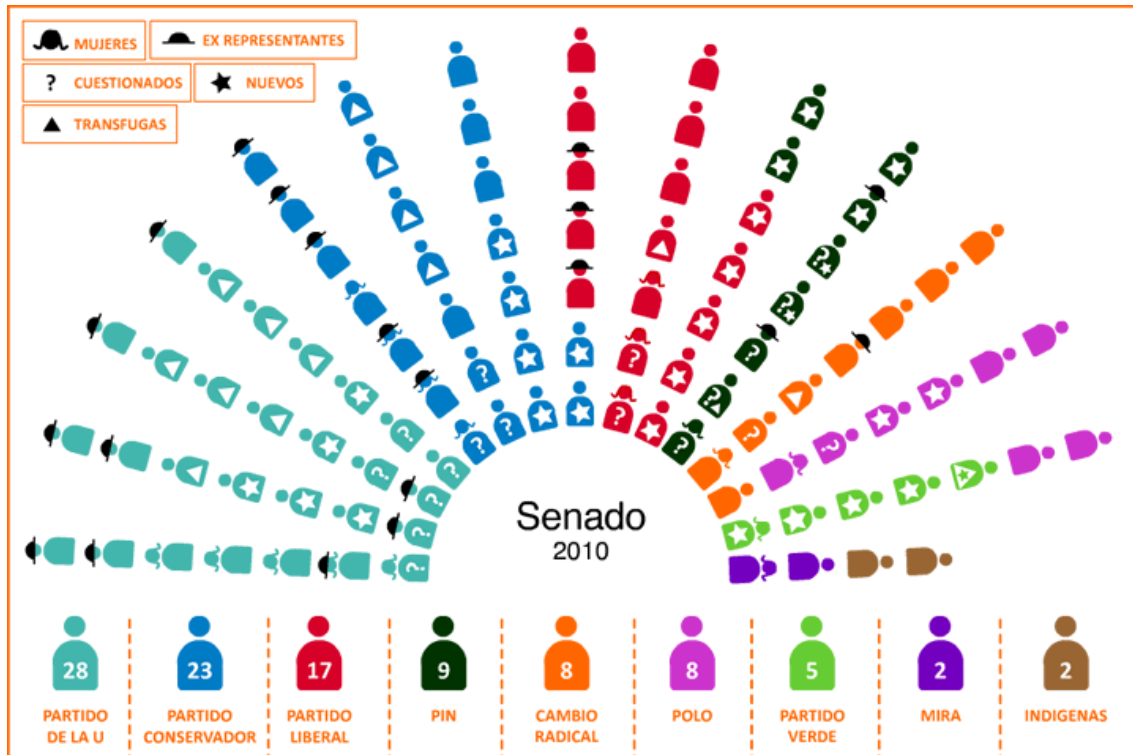 MUJERES
EX REPRESENTANTES
? CUESTIONADOS
NUEVOS
TRANSFUGAS
Senado
2010
28
23
17
9
8
8
5
2
2
PARTIDO
DE LA U
PARTIDO
CONSERVADOR
PARTIDO
LIBERAL
PIN
CAMBIO
RADICAL
POLO
PARTIDO
VERDE
MIRA
INDIGENAS